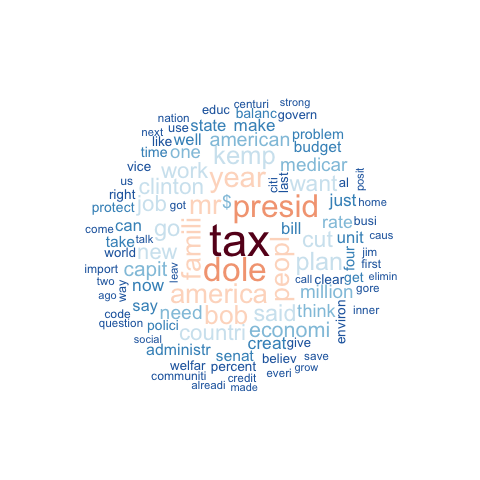 strong
centuri
educ
balanc
govern
nation
next
use
state
make
like
well
american
problem
time
one
kemp
budget
vice
work
year
medicar
us
clinton
citi
last
want
al
posit
right
job
mr
$
presid
just
home
protect
got
come
can
go
famili
tax
peopl
bill
rate
busi
take
talk
new
cut
unit
caus
world
dole
plan
four
jim
import
capit
leav
get
first
two
way
now
america
call
clear
elimin
ago
million
environ
gore
code
say
need
bob
said
think
inner
question
polici
countri
economi
social
administr
senat
creat
give
welfar
percent
believ
save
communiti
credit
everi
grow
alreadi
made